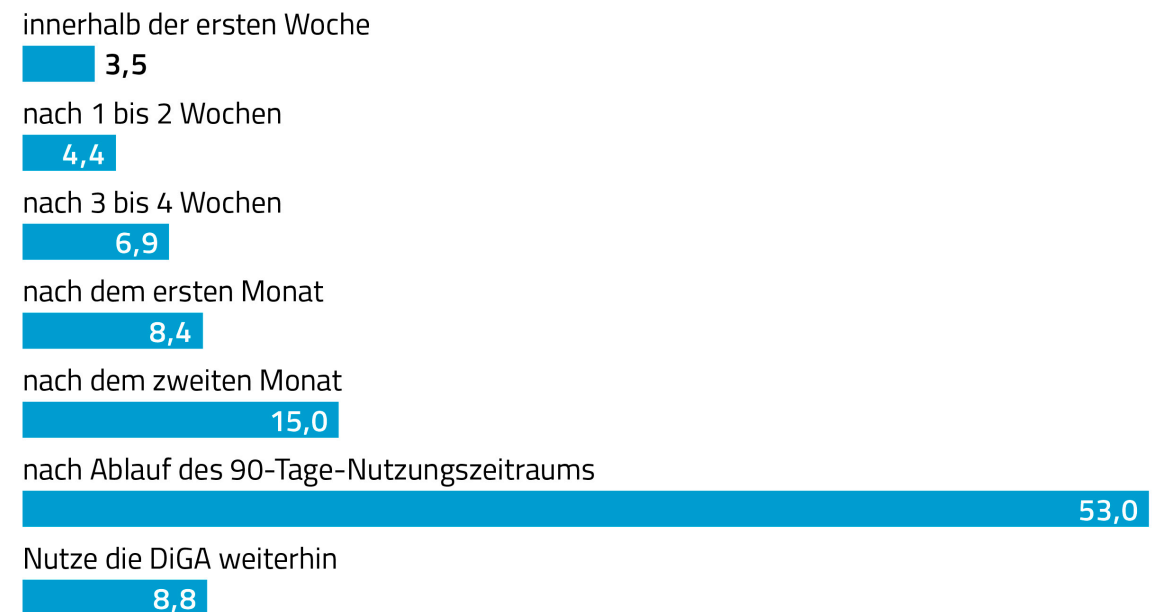 innerhalb der ersten Woche
3,5
nach 1 bis 2 Wochen
4,4
nach 3 bis 4 Wochen
6,9
nach dem ersten Monat
8,4
nach dem zweiten Monat
15,0
nach Ablauf des 90-Tage-Nutzungszeitraums
53,0
Nutze die DiGA weiterhin
8,8